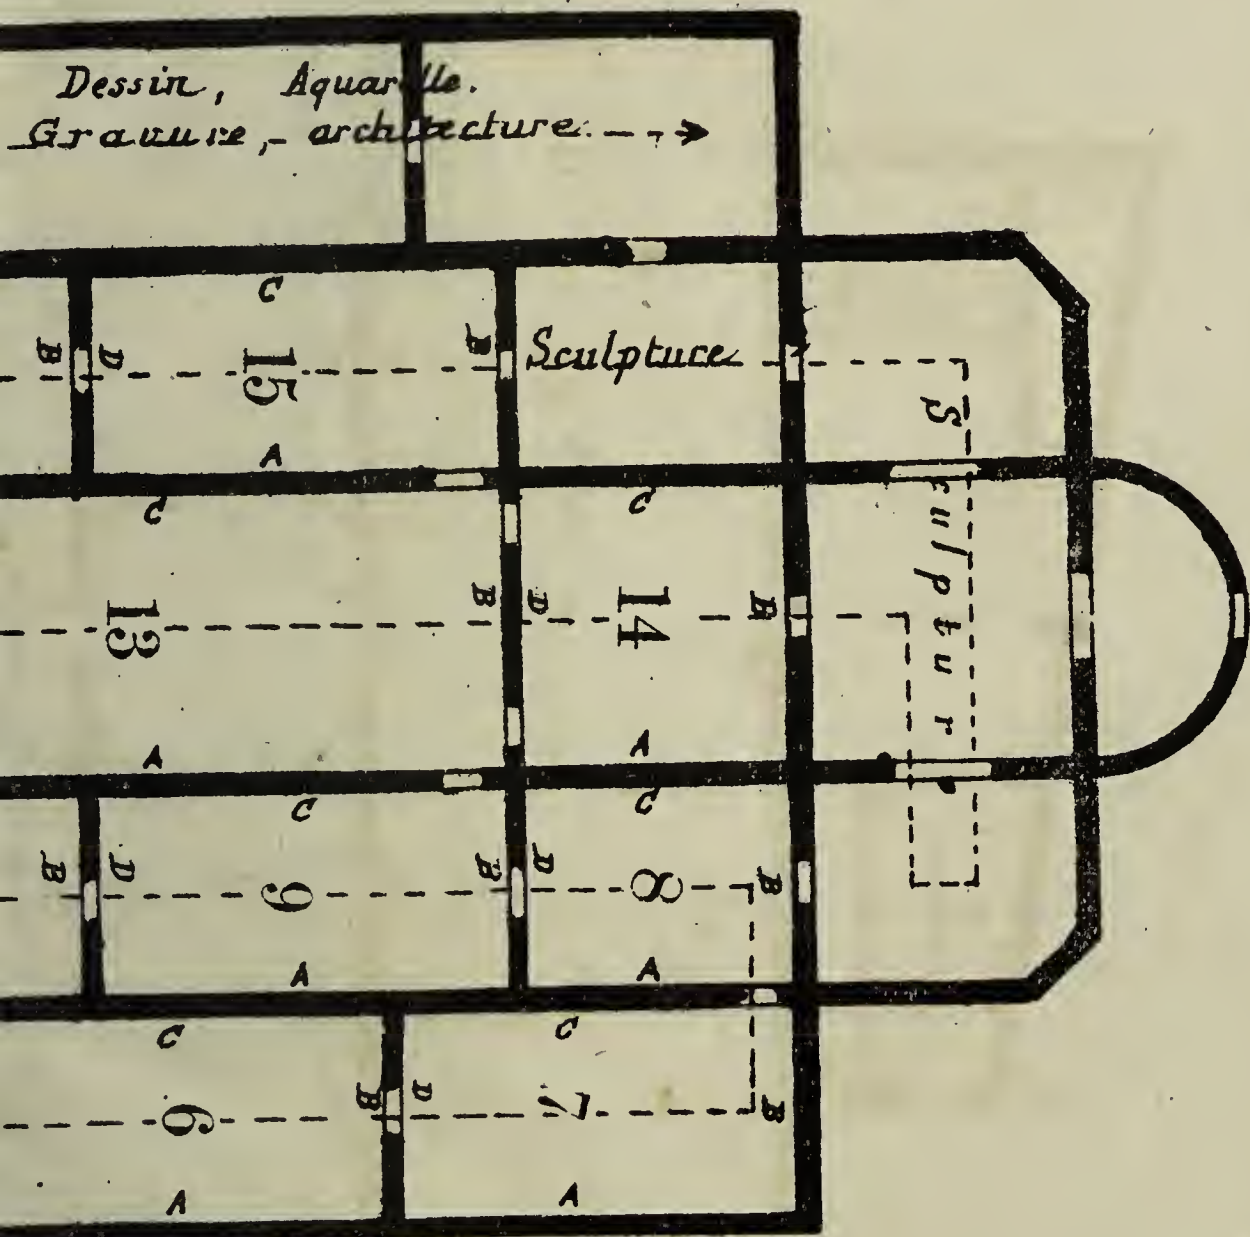 Dessin, Aquarelle.
Gravure, - architecture.
C
B D 15 B Sculpture
A
Sculptur
C C
13 B D 14 B
A A
C C
B D 9 B D 8 B
A A
C C
6 B D 7 B
A A